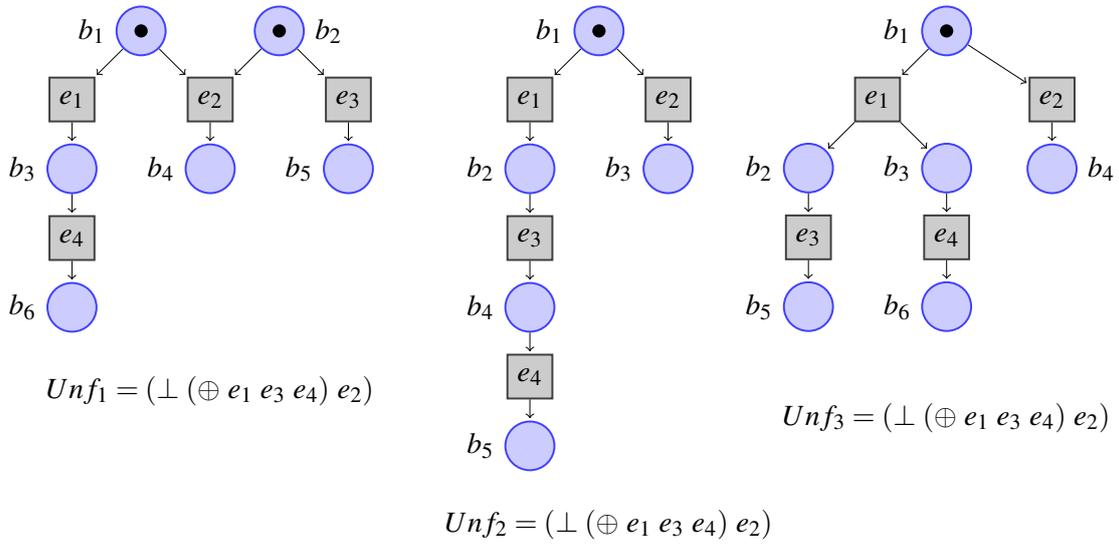 b1 b2 b1 b1
e1 e2 e3 e1 e2 e1 e2
b3 b4 b5 b2 b3 b2 b3 b4
e4 e3 e3 e4
b6 b4 b5 b6
e4
Unf1 = (⊥ (⊕ e1 e3 e4) e2)
Unf3 = (⊥ (⊕ e1 e3 e4) e2)
b5
Unf2 = (⊥ (⊕ e1 e3 e4) e2)